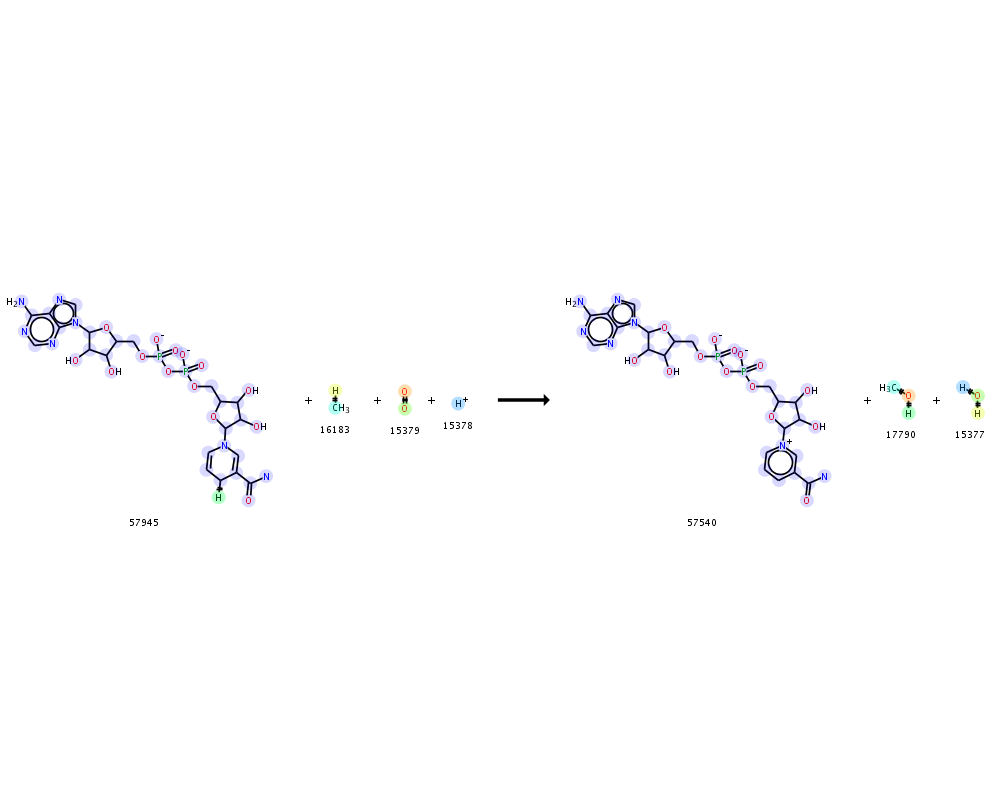 H₂N
N
N
N
N
O
HO
OH
O
O⁻
P
O
O
O⁻
P
O
O
OH
O
OH
N
N
O
H
57945
+
H
CH₃
16183
+
O
O
15379
+
H⁺
15378
H₂N
N
N
N
N
O
HO
OH
O
O⁻
P
O
O
O⁻
P
O
O
OH
O
OH
N⁺
N
O
57540
+
H₃C
O
H
17790
+
H
O
H
15377